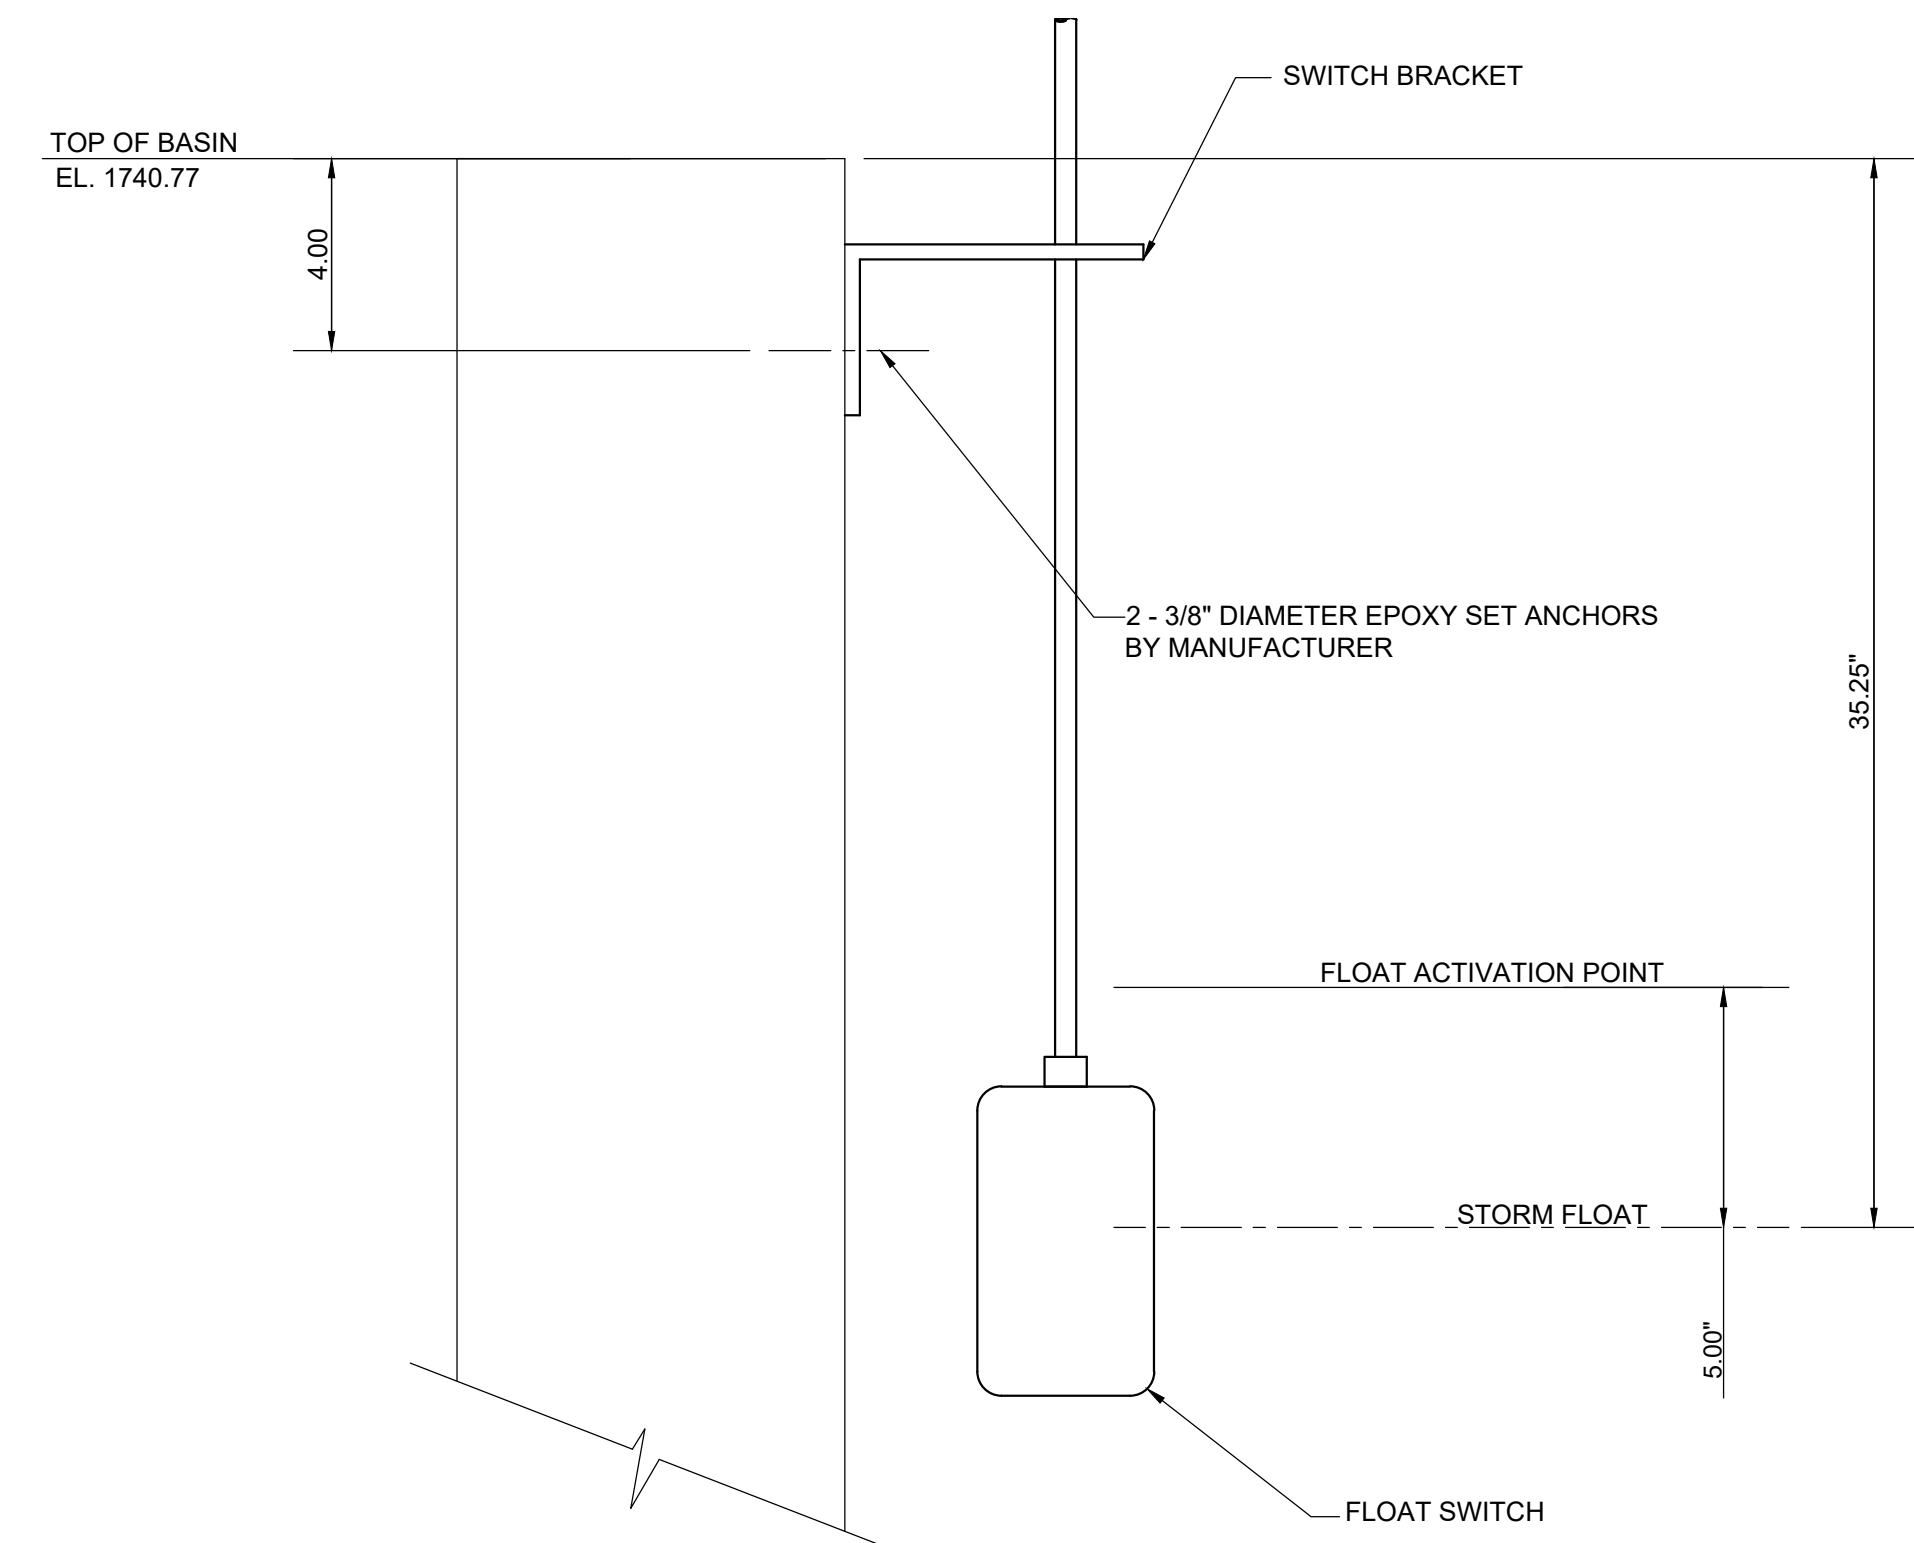 SWITCH BRACKET
TOP OF BASIN
EL. 1740.77
4.00
2 - 3/8" DIAMETER EPOXY SET ANCHORS
BY MANUFACTURER
35.25"
FLOAT ACTIVATION POINT
STORM FLOAT
5.00"
FLOAT SWITCH